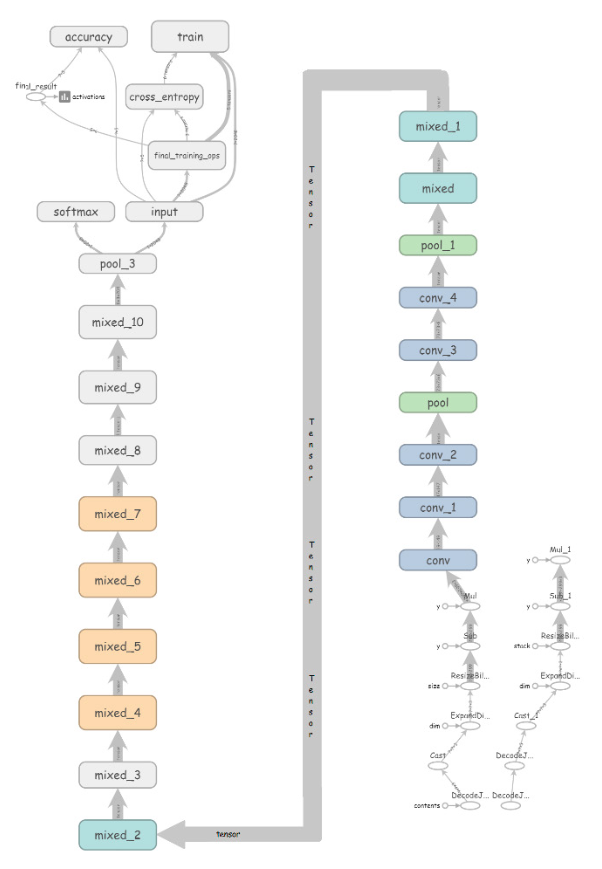 accuracy
train
final_result
activations
cross_entropy
final_training_ops
softmax
input
pool_3
mixed_10
mixed_9
mixed_8
mixed_7
mixed_6
mixed_5
mixed_4
mixed_3
mixed_2
tensor
Tensor
Tensor
Tensor
Tensor
mixed_1
mixed
pool_1
conv_4
conv_3
pool
conv_2
conv_1
conv
Mul
y
Sub
y
ResizeBil...
size
ExpandDi...
dim
Cast
DecodeJ...
contents
Mul_1
y
Sub_1
y
ResizeBil...
stack
ExpandDi...
dim
Cast_1
DecodeJ...
DecodeJ...